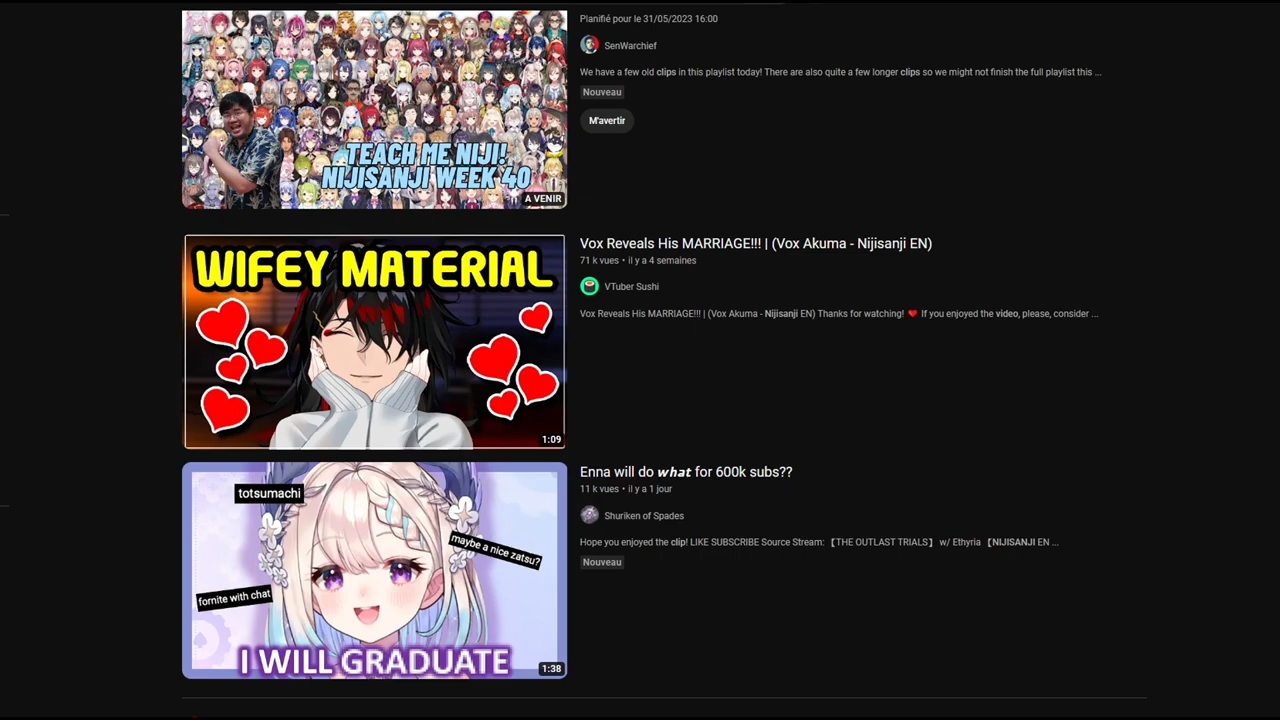 Planifié pour le 31/05/2023 16:00
SenWarchief
We have a few old clips in this playlist today! There are also quite a few longer clips so we might not finish the full playlist this ...
Nouveau
M'avertir
TEACH ME NIJI!
NIJISANJI WEEK 40
A VENIR
WIFEY MATERIAL
1:09
Vox Reveals His MARRIAGE!!! | (Vox Akuma - Nijisanji EN)
71 k vues • il y a 4 semaines
VTuber Sushi
Vox Reveals His MARRIAGE!!! | (Vox Akuma - Nijisanji EN) Thanks for watching! ❤️ If you enjoyed the video, please, consider ...
totsumachi
maybe a nice zatsu?
fornite with chat
I WILL GRADUATE
1:38
Enna will do what for 600k subs??
11 k vues • il y a 1 jour
Shuriken of Spades
Hope you enjoyed the clip! LIKE SUBSCRIBE Source Stream: 【THE OUTLAST TRIALS】 w/ Ethyria 【NIJISANJI EN ...
Nouveau